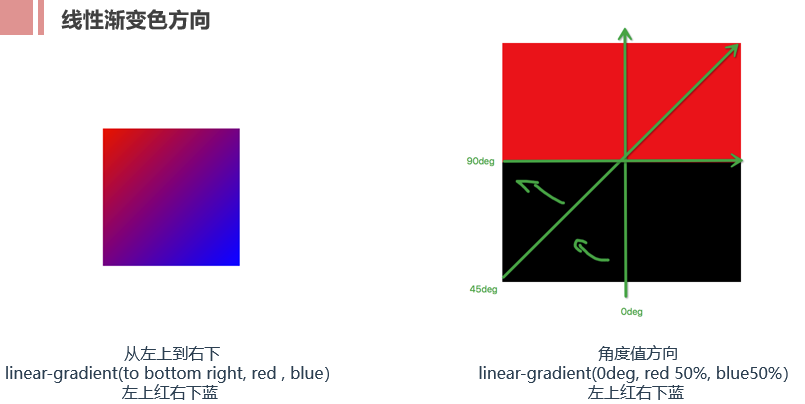 线性渐变色方向
90deg
45deg
0deg
从左上到右下
linear-gradient(to bottom right, red , blue）
左上红右下蓝
角度值方向
linear-gradient(0deg, red 50%, blue50%)
左上红右下蓝